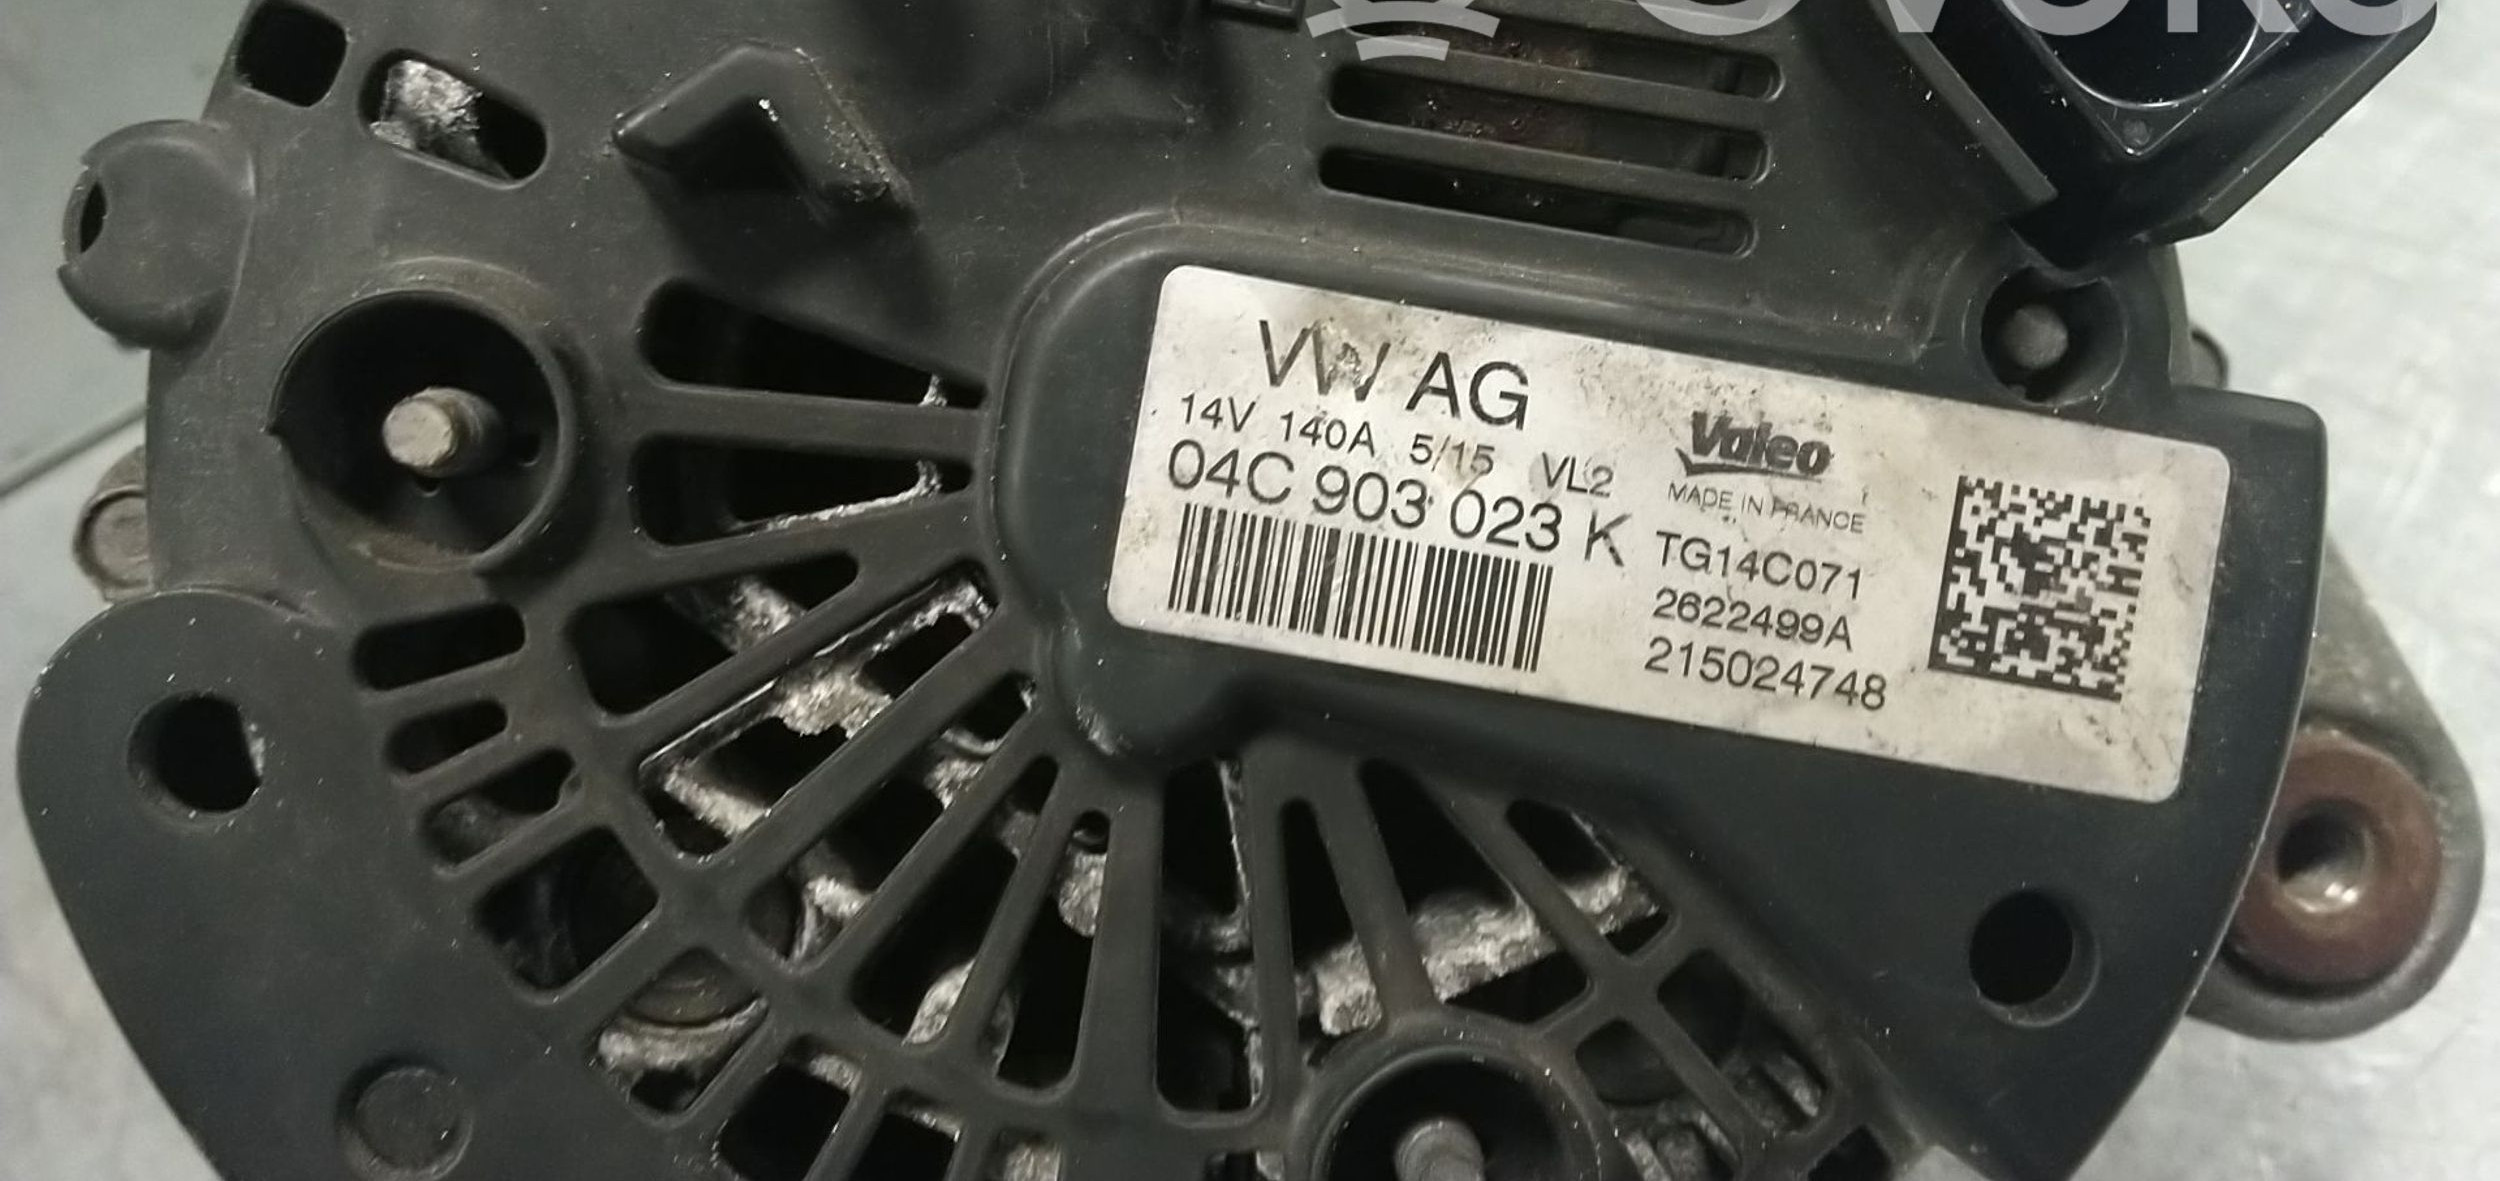 VW AG
14V 140A 5/15 VL2
04C 903 023 K
Valeo
MADE IN FRANCE
TG14C071
2622499A
215024748